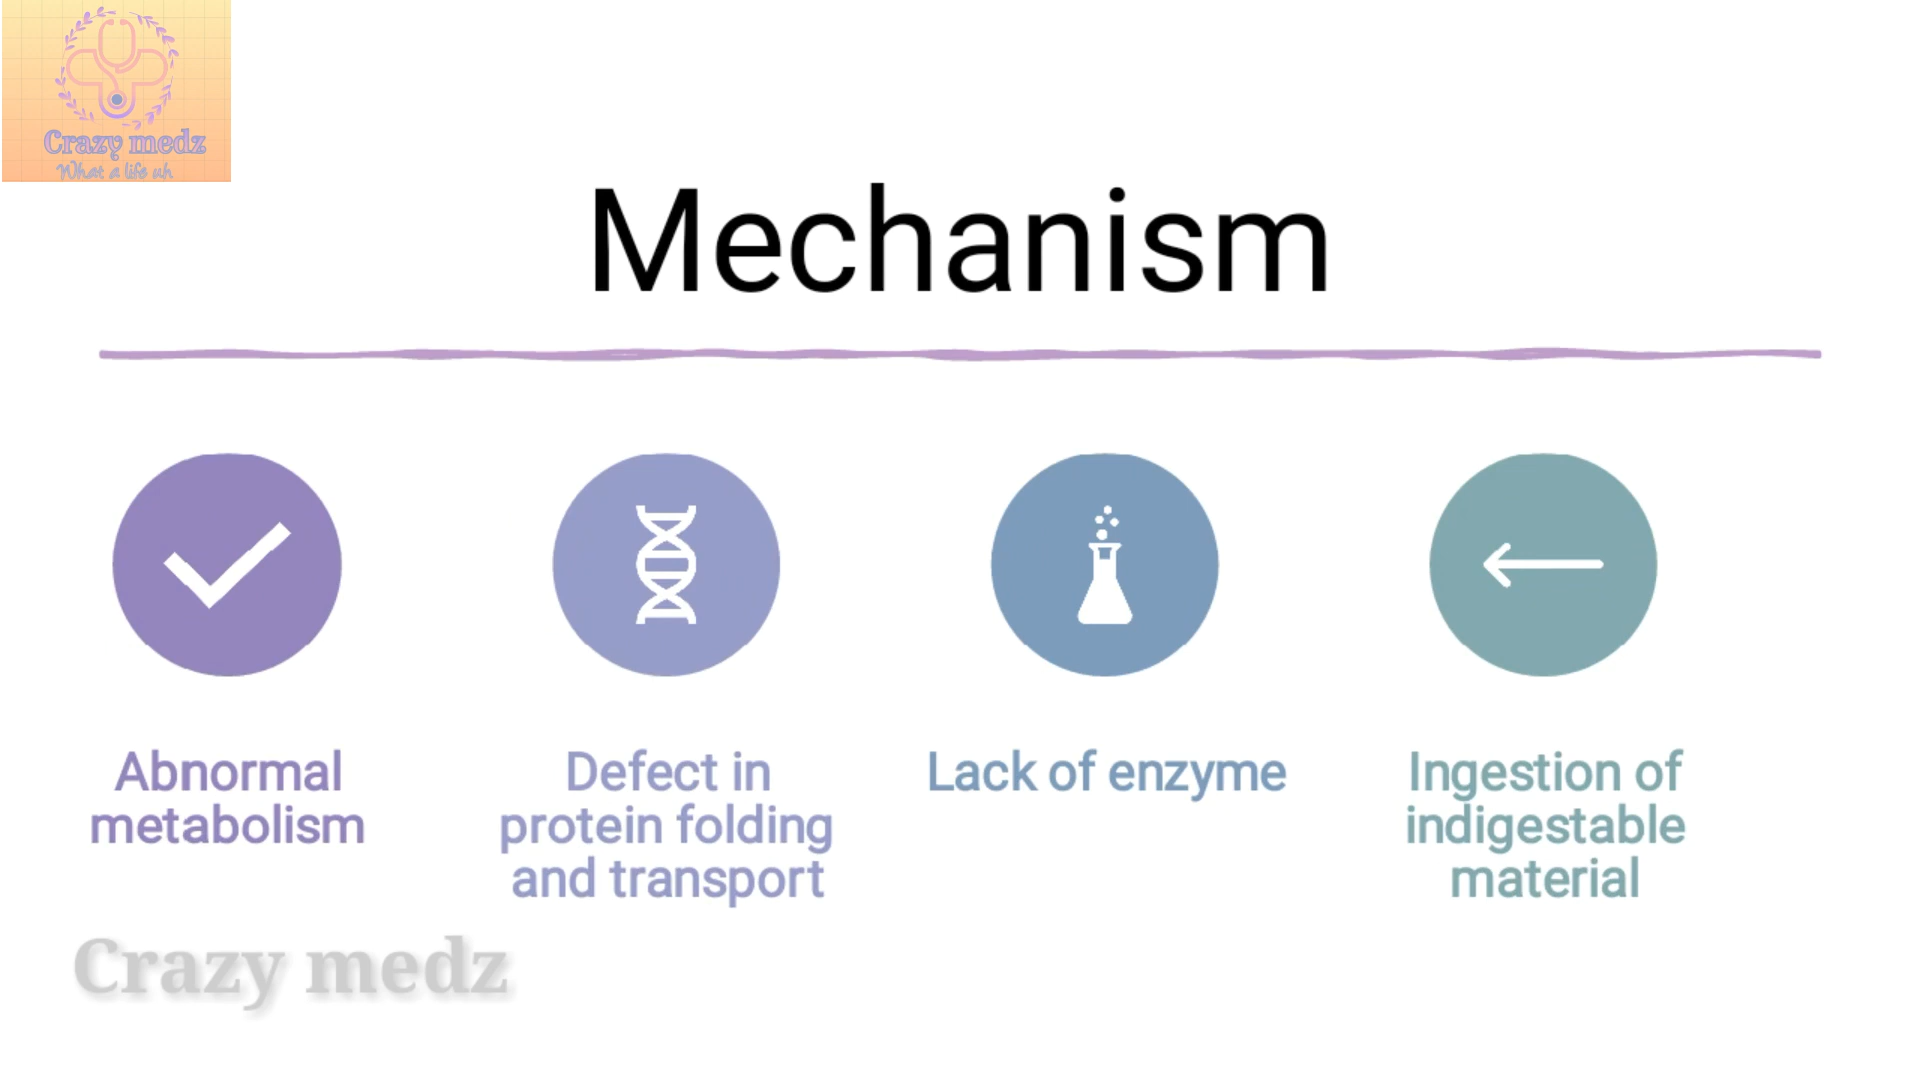 Crazy medz
What a life uh
Mechanism
Abnormal
metabolism
Defect in
protein folding
and transport
Lack of enzyme
Ingestion of
indigestable
material
Crazy medz